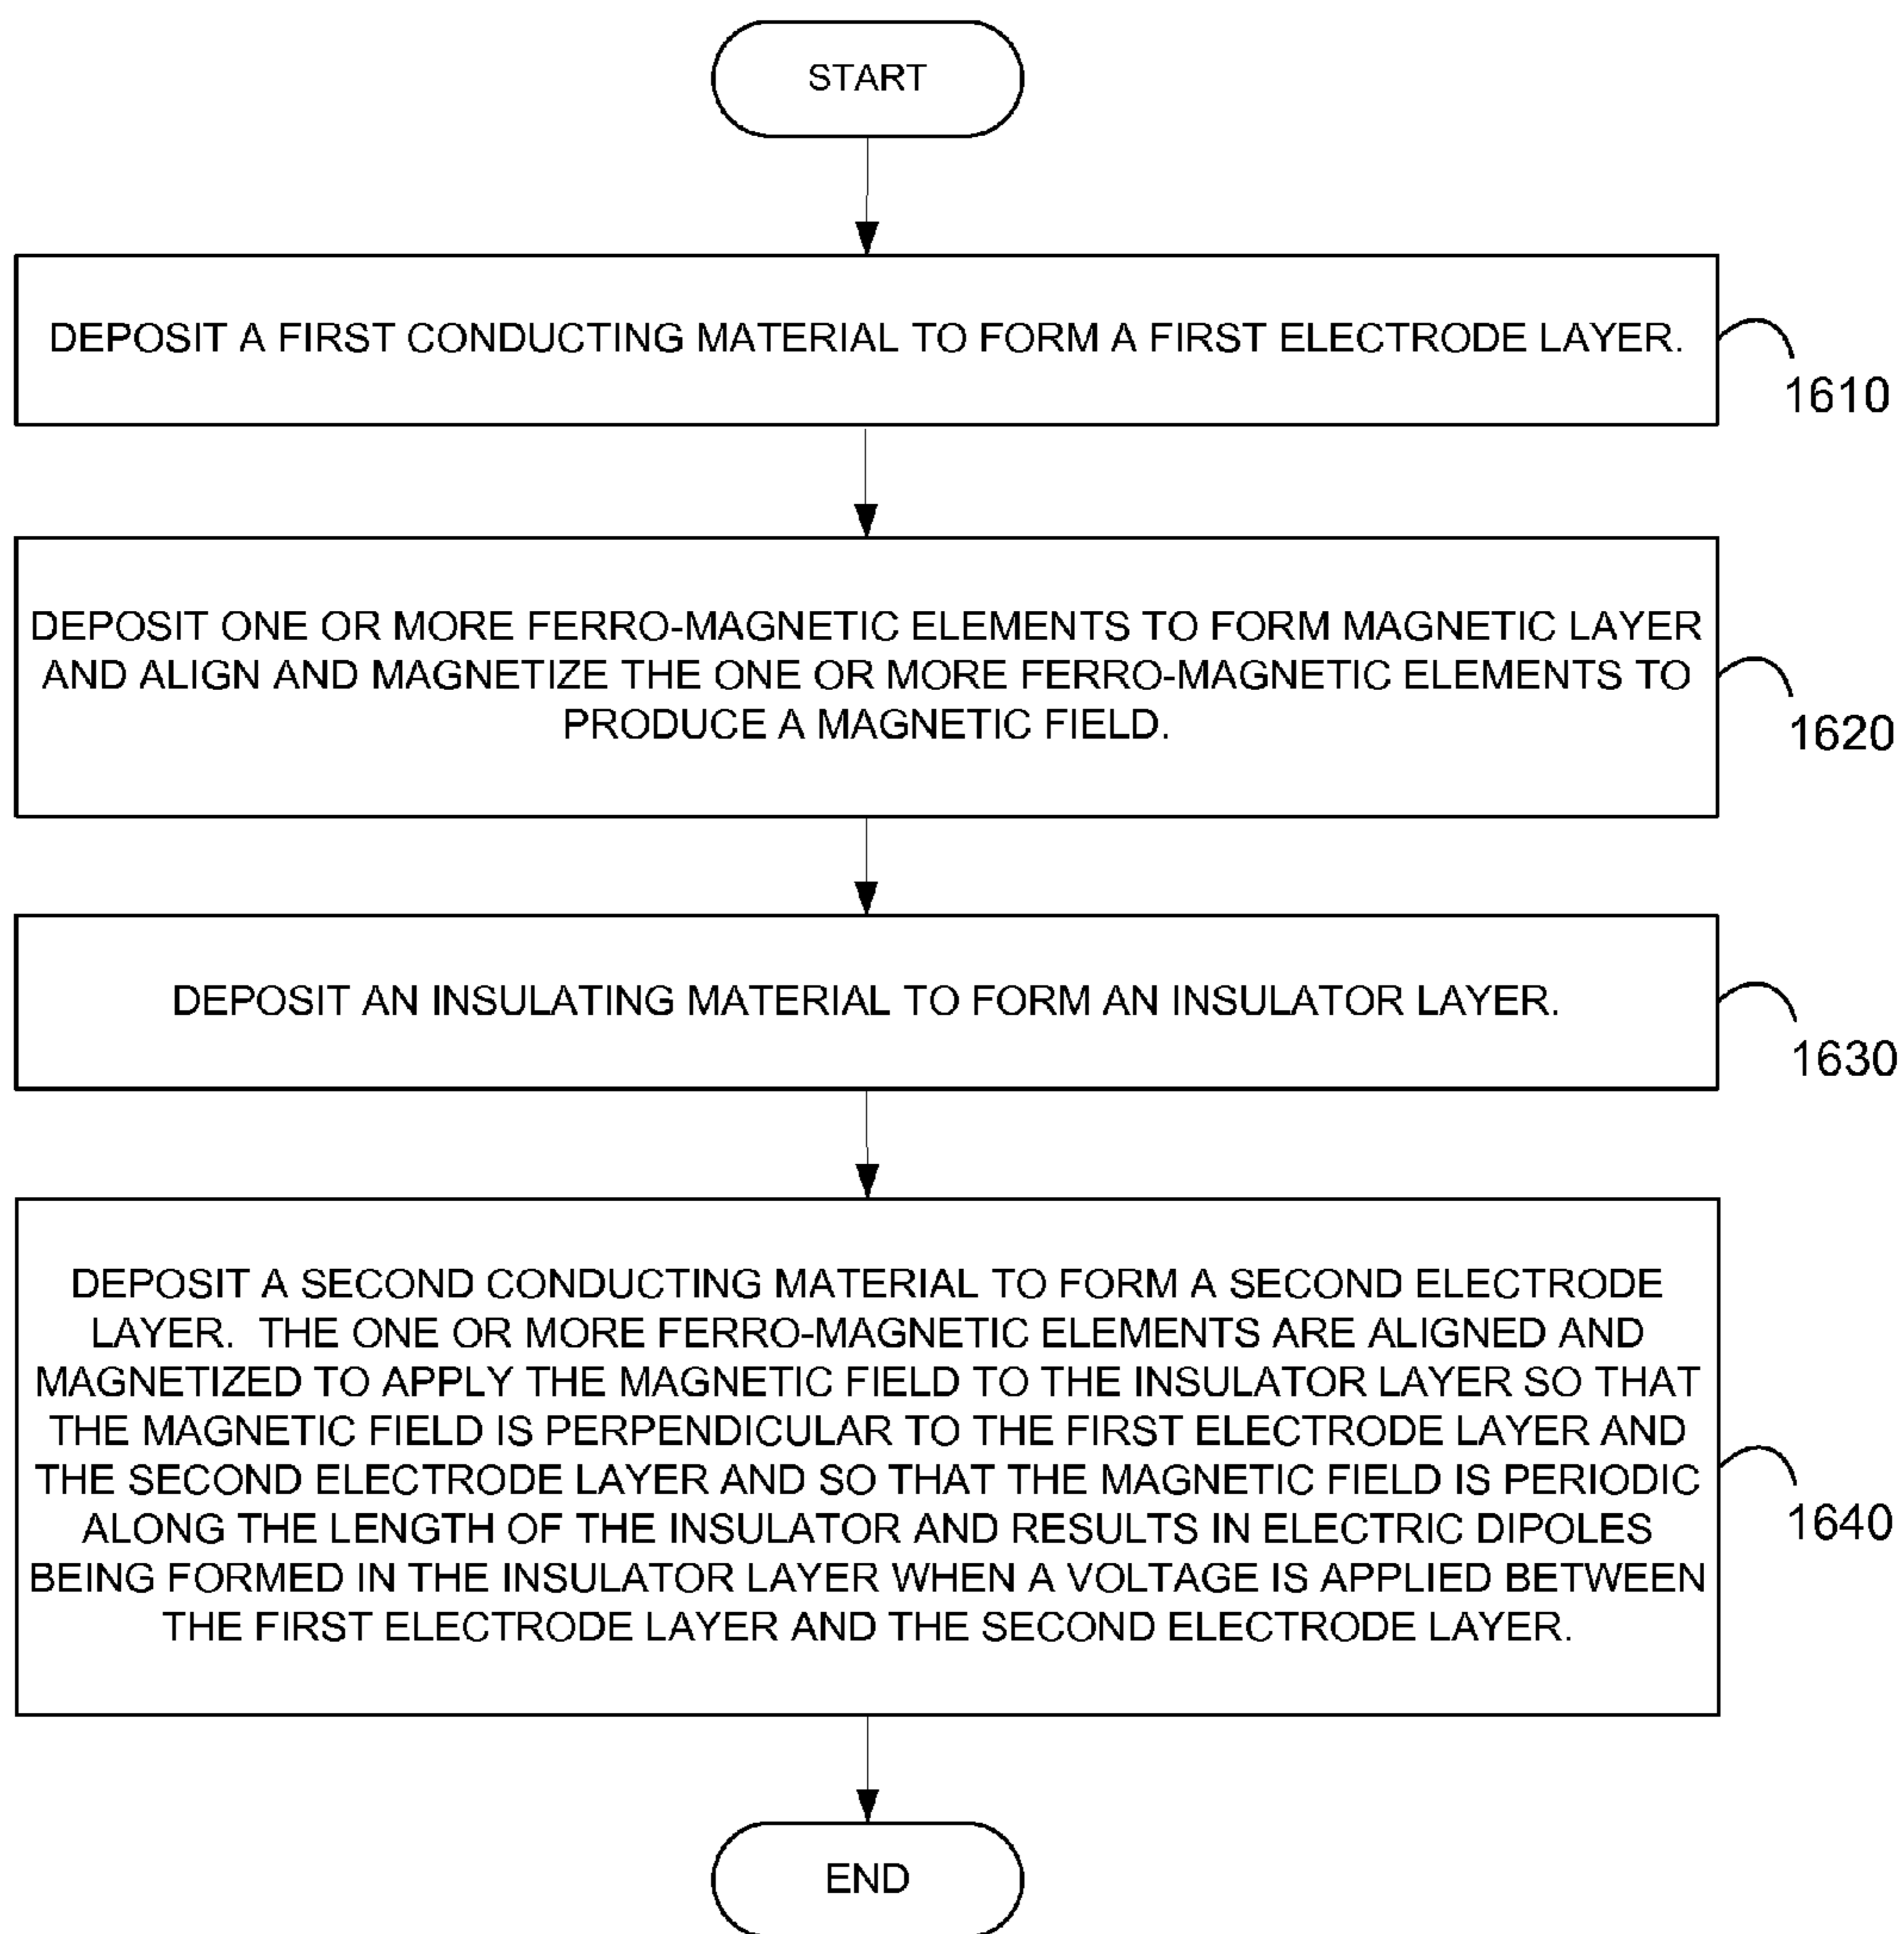 START
DEPOSIT A FIRST CONDUCTING MATERIAL TO FORM A FIRST ELECTRODE LAYER.
1610
DEPOSIT ONE OR MORE FERRO-MAGNETIC ELEMENTS TO FORM MAGNETIC LAYER
AND ALIGN AND MAGNETIZE THE ONE OR MORE FERRO-MAGNETIC ELEMENTS TO
PRODUCE A MAGNETIC FIELD.
1620
DEPOSIT AN INSULATING MATERIAL TO FORM AN INSULATOR LAYER.
1630
DEPOSIT A SECOND CONDUCTING MATERIAL TO FORM A SECOND ELECTRODE
LAYER. THE ONE OR MORE FERRO-MAGNETIC ELEMENTS ARE ALIGNED AND
MAGNETIZED TO APPLY THE MAGNETIC FIELD TO THE INSULATOR LAYER SO THAT
THE MAGNETIC FIELD IS PERPENDICULAR TO THE FIRST ELECTRODE LAYER AND
THE SECOND ELECTRODE LAYER AND SO THAT THE MAGNETIC FIELD IS PERIODIC
ALONG THE LENGTH OF THE INSULATOR AND RESULTS IN ELECTRIC DIPOLES
BEING FORMED IN THE INSULATOR LAYER WHEN A VOLTAGE IS APPLIED BETWEEN
THE FIRST ELECTRODE LAYER AND THE SECOND ELECTRODE LAYER.
1640
END